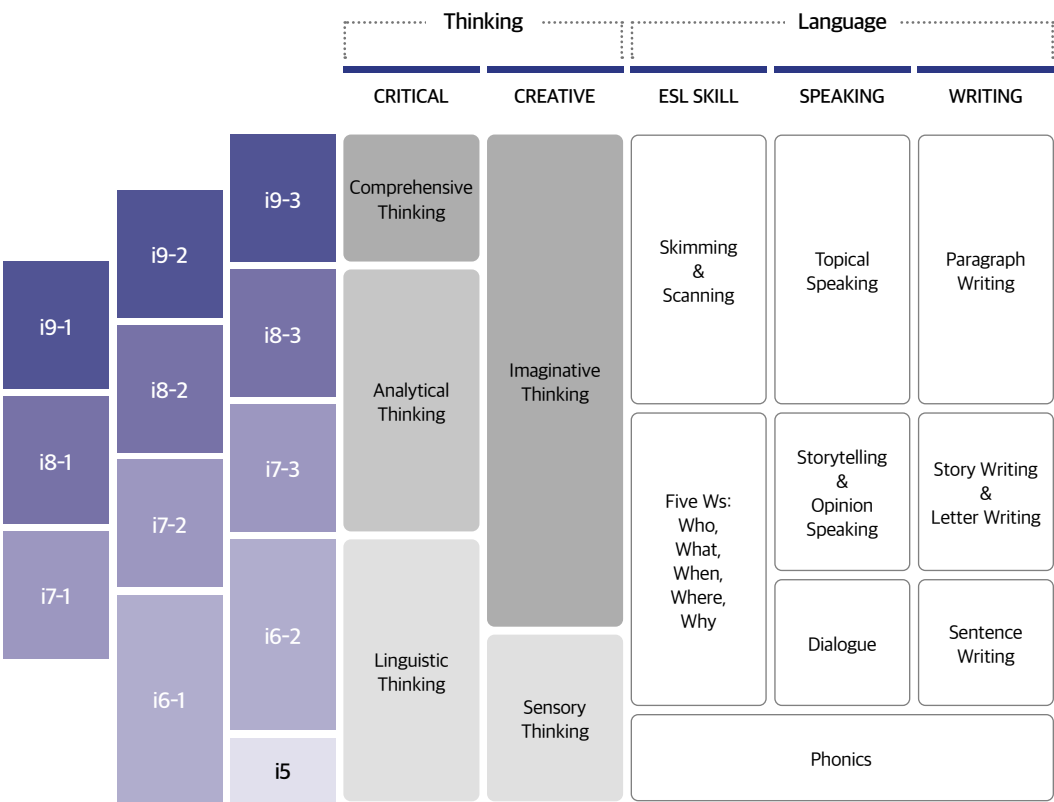 Thinking
Language
CRITICAL
CREATIVE
ESL SKILL
SPEAKING
WRITING
i9-1
i8-1
i7-1
i9-2
i8-2
i7-2
i6-1
i9-3
i8-3
i7-3
i6-2
i5
Comprehensive
Thinking
Analytical
Thinking
Linguistic
Thinking
Imaginative
Thinking
Sensory
Thinking
Skimming
&
Scanning
Five Ws:
Who,
What,
When,
Where,
Why
Topical
Speaking
Storytelling
&
Opinion
Speaking
Dialogue
Paragraph
Writing
Story Writing
&
Letter Writing
Sentence
Writing
Phonics